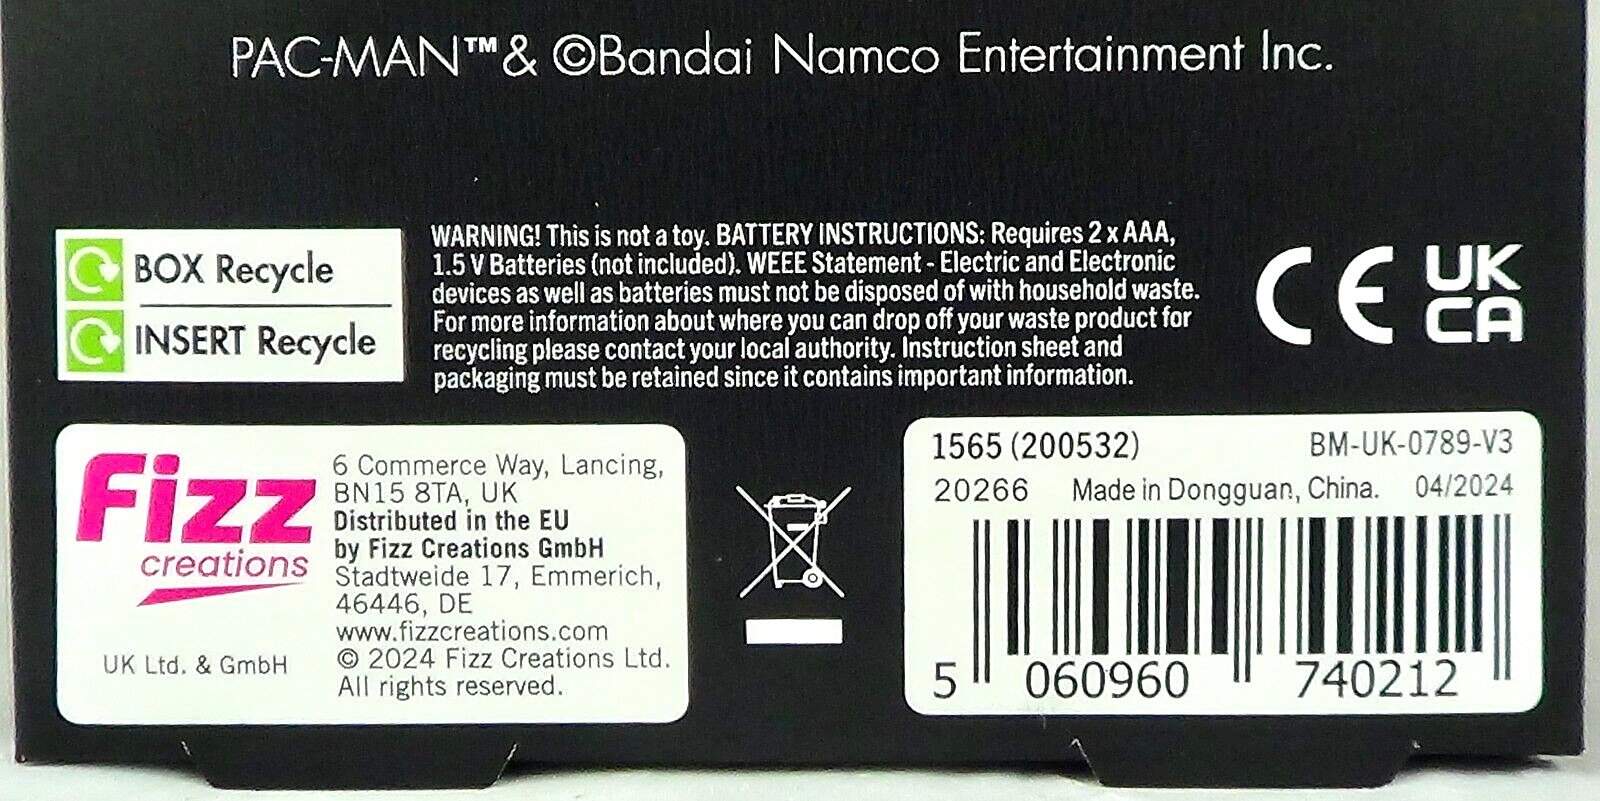 PAC-MAN™ & ©Bandai Namco Entertainment Inc.
BOX Recycle
INSERT Recycle
WARNING! This is not a toy. BATTERY INSTRUCTIONS: Requires 2 x AAA,
1.5 V Batteries (not included). WEEE Statement - Electric and Electronic
devices as well as batteries must not be disposed of with household waste.
For more information about where you can drop off your waste product for
recycling please contact your local authority. Instruction sheet and
packaging must be retained since it contains important information.
CE
UK
CA
Fizz
creations
UK Ltd. & GmbH
6 Commerce Way, Lancing,
BN15 8TA, UK
Distributed in the EU
by Fizz Creations GmbH
Stadtweide 17, Emmerich,
46446, DE
www.fizzcreations.com
© 2024 Fizz Creations Ltd.
All rights reserved.
1565 (200532) BM-UK-0789-V3
20266 Made in Dongguan, China. 04/2024
5 060960 740212